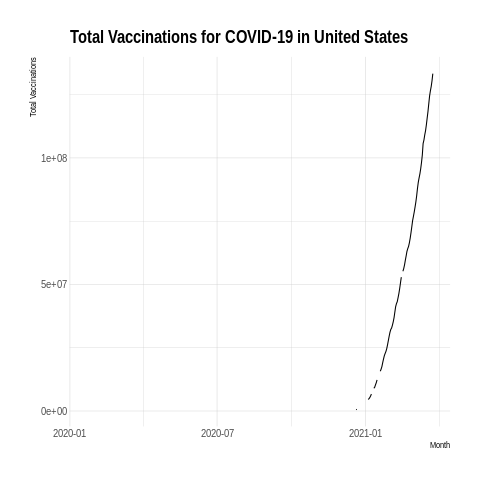 Total Vaccinations for COVID-19 in United States
Total Vaccinations
1e+08
5e+07
0e+00
2020-01
2020-07
2021-01
Month